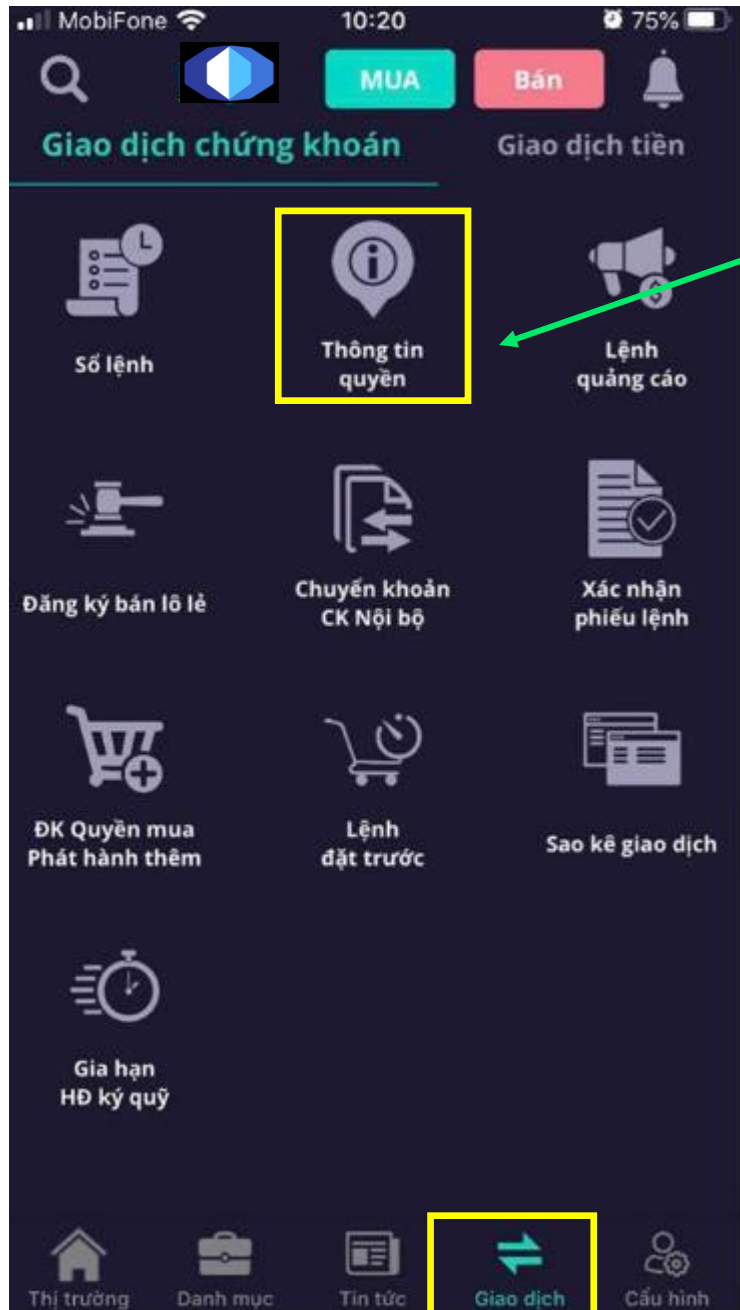 MobiFone 10:20 75%
MUA Bán
Giao dịch chứng khoán Giao dịch tiền
L
i
$
Sổ lệnh
Thông tin
quyền
Lệnh
quảng cáo
Đăng ký bán lô lẻ
Chuyển khoản
CK Nội bộ
Xác nhận
phiếu lệnh
ĐK Quyền mua
Phát hành thêm
Lệnh
đặt trước
Sao kê giao dịch
Gia hạn
HĐ ký quỹ
Thị trường Danh mục Tin tức Giao dịch Cấu hình